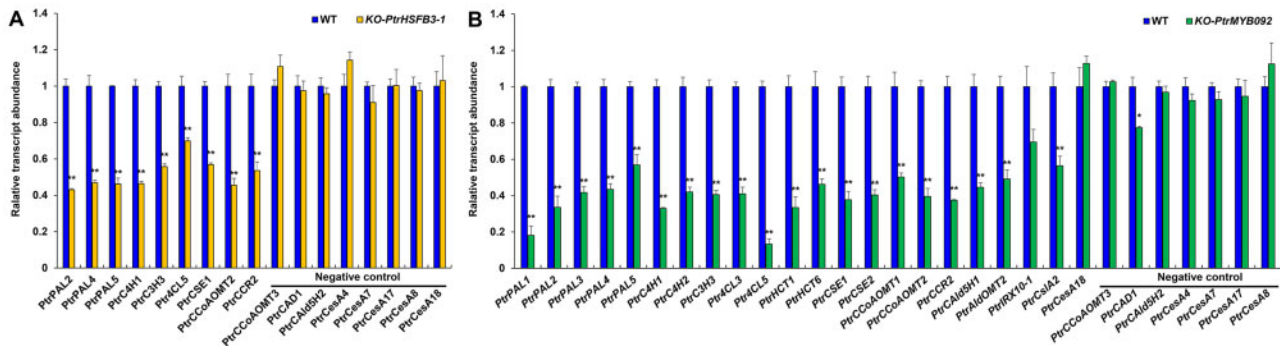 A
WT
KO-PtrHSFB3-1
Ralative transcript abundance
1.4
1.2
1
0.8
0.6
0.4
0.2
0
** ** ** ** ** ** ** ** **
Negative control
PtrPAL2
PtrPAL4
PtrPAL5
PtrC4H1
PtrC3H3
Ptr4CL5
PtrCSE1
PtrCCoAOMT2
PtrCCR2
PtrCCoAOMT3
PtrCAD1
PtrCAld5H2
PtrCesA4
PtrCesA7
PtrCesA17
PtrCesA8
PtrCesA18
B
WT
KO-PtrMYB092
Ralative transcript abundance
1.4
1.2
1
0.8
0.6
0.4
0.2
0
** ** ** ** ** ** ** ** ** ** ** ** ** ** ** ** ** ** ** ** *
Negative control
PtrPAL1
PtrPAL2
PtrPAL3
PtrPAL4
PtrPAL5
PtrC4H1
PtrC4H2
PtrC3H3
Ptr4CL3
Ptr4CL5
PtrHCT1
PtrHCT6
PtrCSE1
PtrCSE2
PtrCCoAOMT1
PtrCCoAOMT2
PtrCCR2
PtrCAld5H1
PtrAldOMT2
PtrIRX10-1
PtrCslA2
PtrCesA18
PtrCCoAOMT3
PtrCAD1
PtrCAld5H2
PtrCesA4
PtrCesA7
PtrCesA17
PtrCesA8